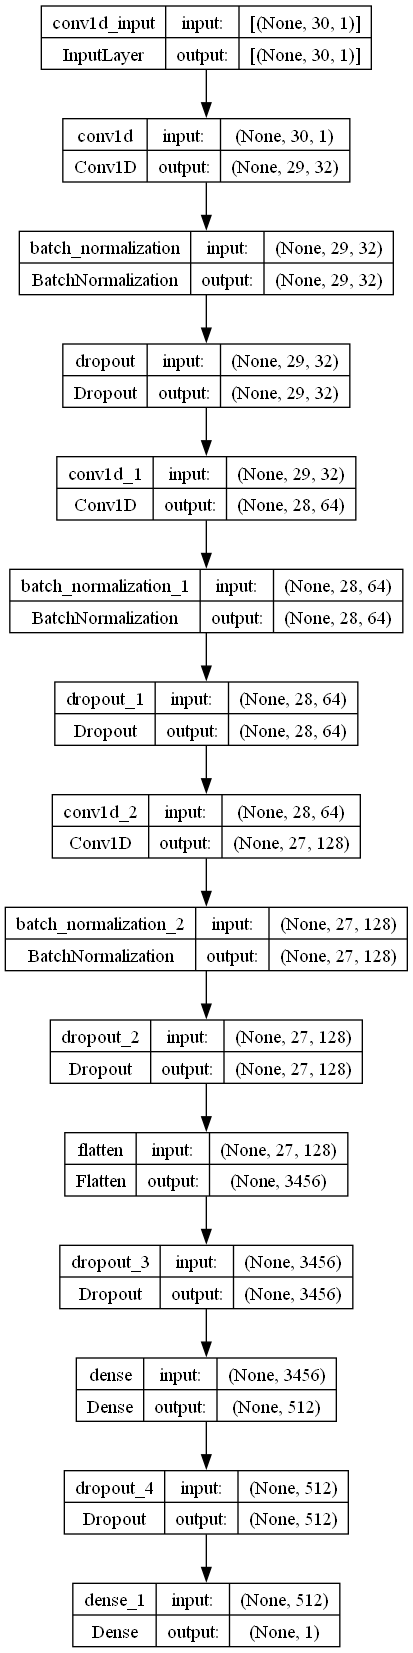 conv1d_input input: [(None, 30, 1)]
InputLayer output: [(None, 30, 1)]
conv1d input: (None, 30, 1)
Conv1D output: (None, 29, 32)
batch_normalization input: (None, 29, 32)
BatchNormalization output: (None, 29, 32)
dropout input: (None, 29, 32)
Dropout output: (None, 29, 32)
conv1d_1 input: (None, 29, 32)
Conv1D output: (None, 28, 64)
batch_normalization_1 input: (None, 28, 64)
BatchNormalization output: (None, 28, 64)
dropout_1 input: (None, 28, 64)
Dropout output: (None, 28, 64)
conv1d_2 input: (None, 28, 64)
Conv1D output: (None, 27, 128)
batch_normalization_2 input: (None, 27, 128)
BatchNormalization output: (None, 27, 128)
dropout_2 input: (None, 27, 128)
Dropout output: (None, 27, 128)
flatten input: (None, 27, 128)
Flatten output: (None, 3456)
dropout_3 input: (None, 3456)
Dropout output: (None, 3456)
dense input: (None, 3456)
Dense output: (None, 512)
dropout_4 input: (None, 512)
Dropout output: (None, 512)
dense_1 input: (None, 512)
Dense output: (None, 1)